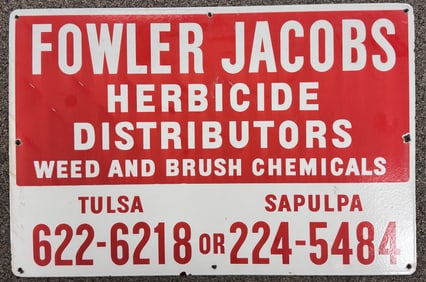 FOWLER JACOBS
HERBICIDE
DISTRIBUTORS
WEED AND BRUSH CHEMICALS
TULSA SAPULPA
622-6218 OR 224-5484